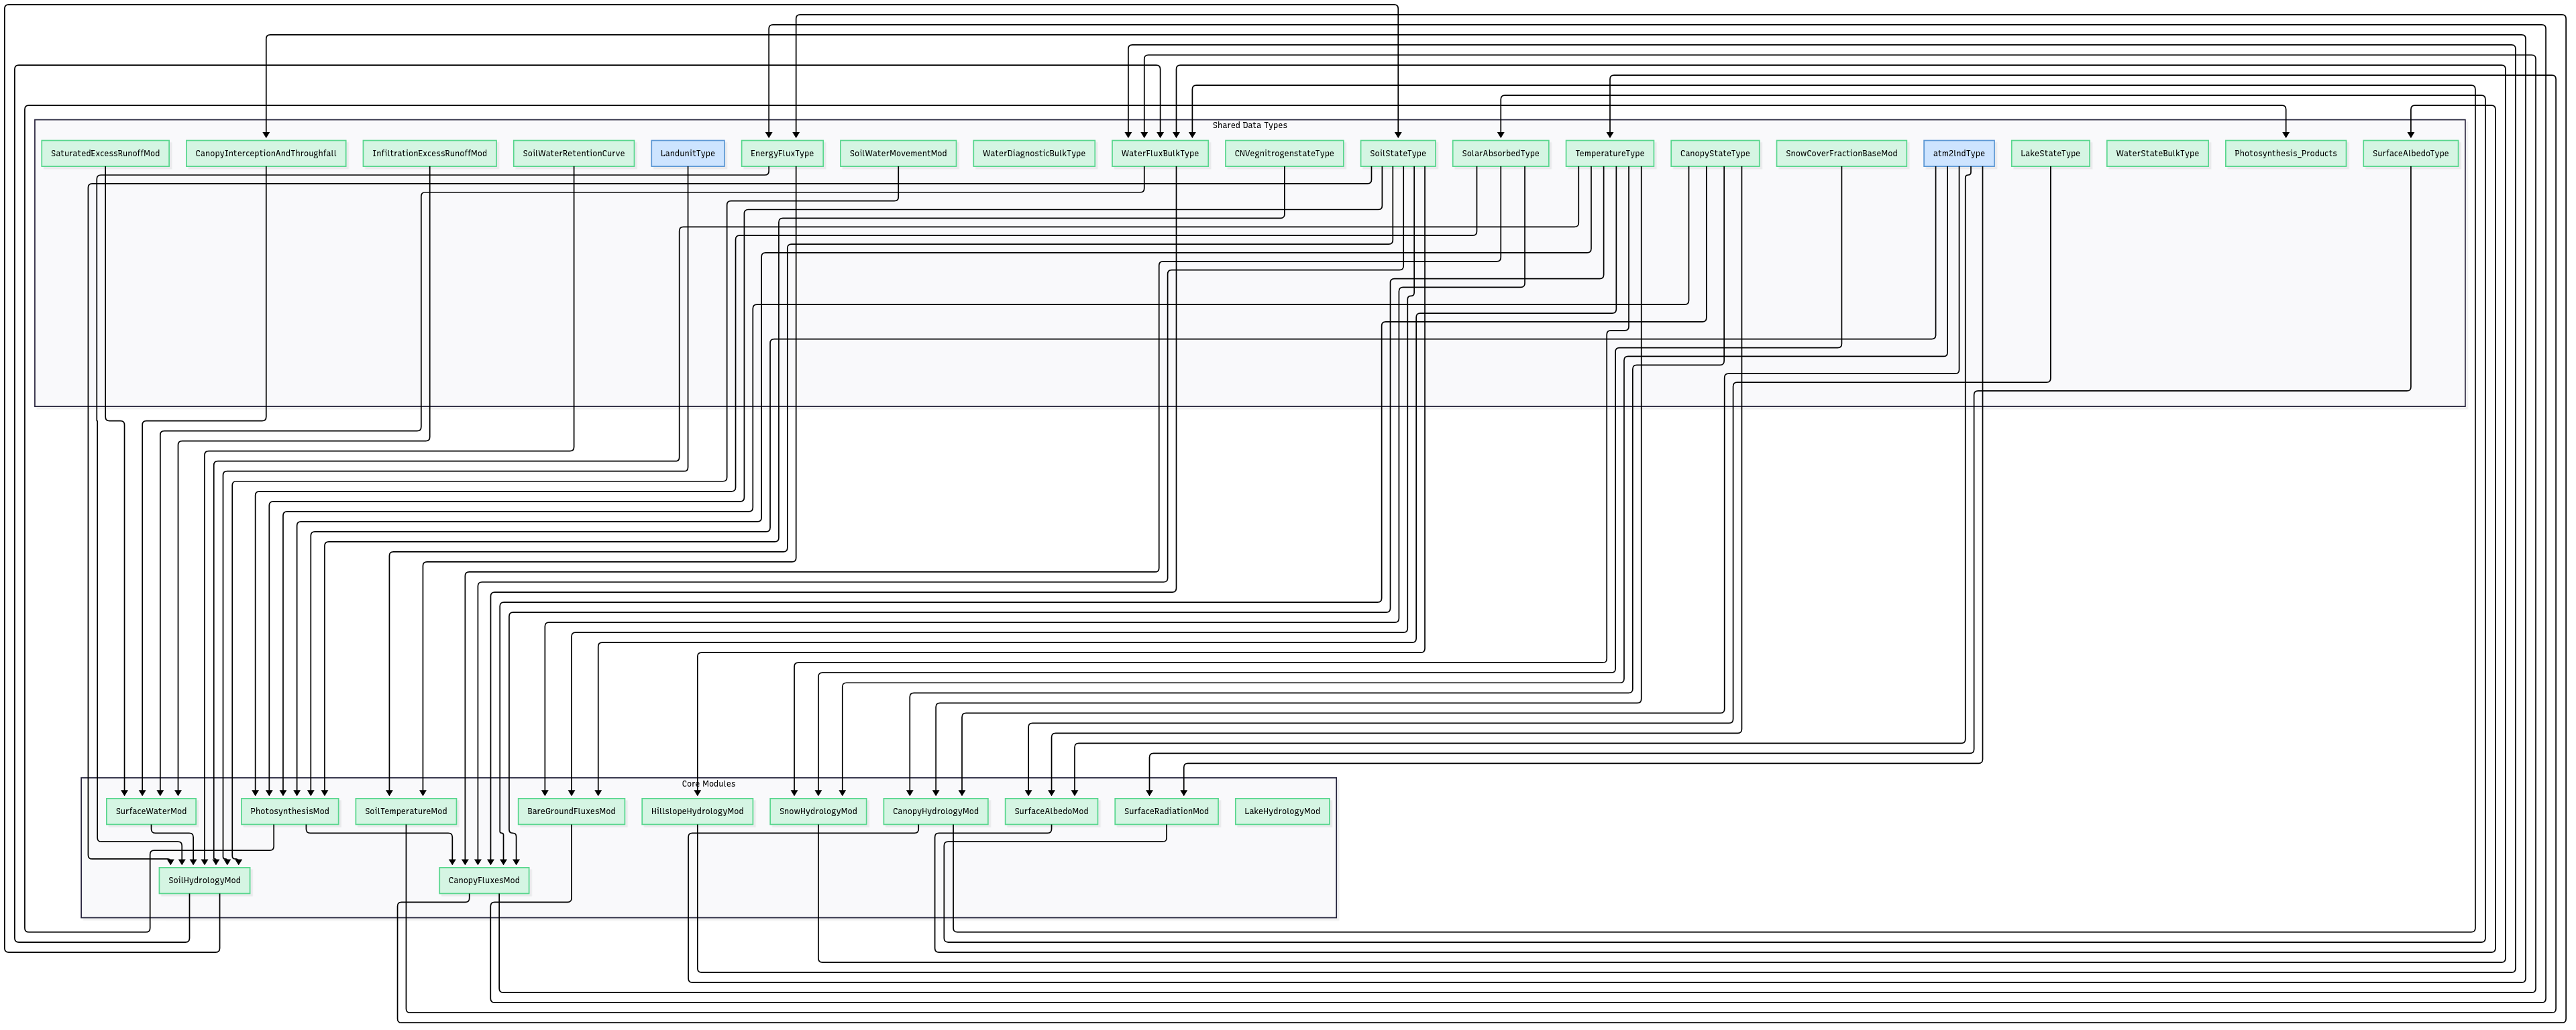 Shared Data Types
SaturatedExcessRunoffMod
CanopyInterceptionAndThroughfall
InfiltrationExcessRunoffMod
SoilWaterRetentionCurve
LandunitType
EnergyFluxType
SoilWaterMovementMod
WaterDiagnosticBulkType
WaterFluxBulkType
CNVegnitrogenstateType
SoilStateType
SolarAbsorbedType
TemperatureType
CanopyStateType
SnowCoverFractionBaseMod
atm2lndType
LakeStateType
WaterStateBulkType
Photosynthesis_Products
SurfaceAlbedoType
Core Modules
SurfaceWaterMod
PhotosynthesisMod
SoilTemperatureMod
BareGroundFluxesMod
HillslopeHydrologyMod
SnowHydrologyMod
CanopyHydrologyMod
SurfaceAlbedoMod
SurfaceRadiationMod
LakeHydrologyMod
SoilHydrologyMod
CanopyFluxesMod